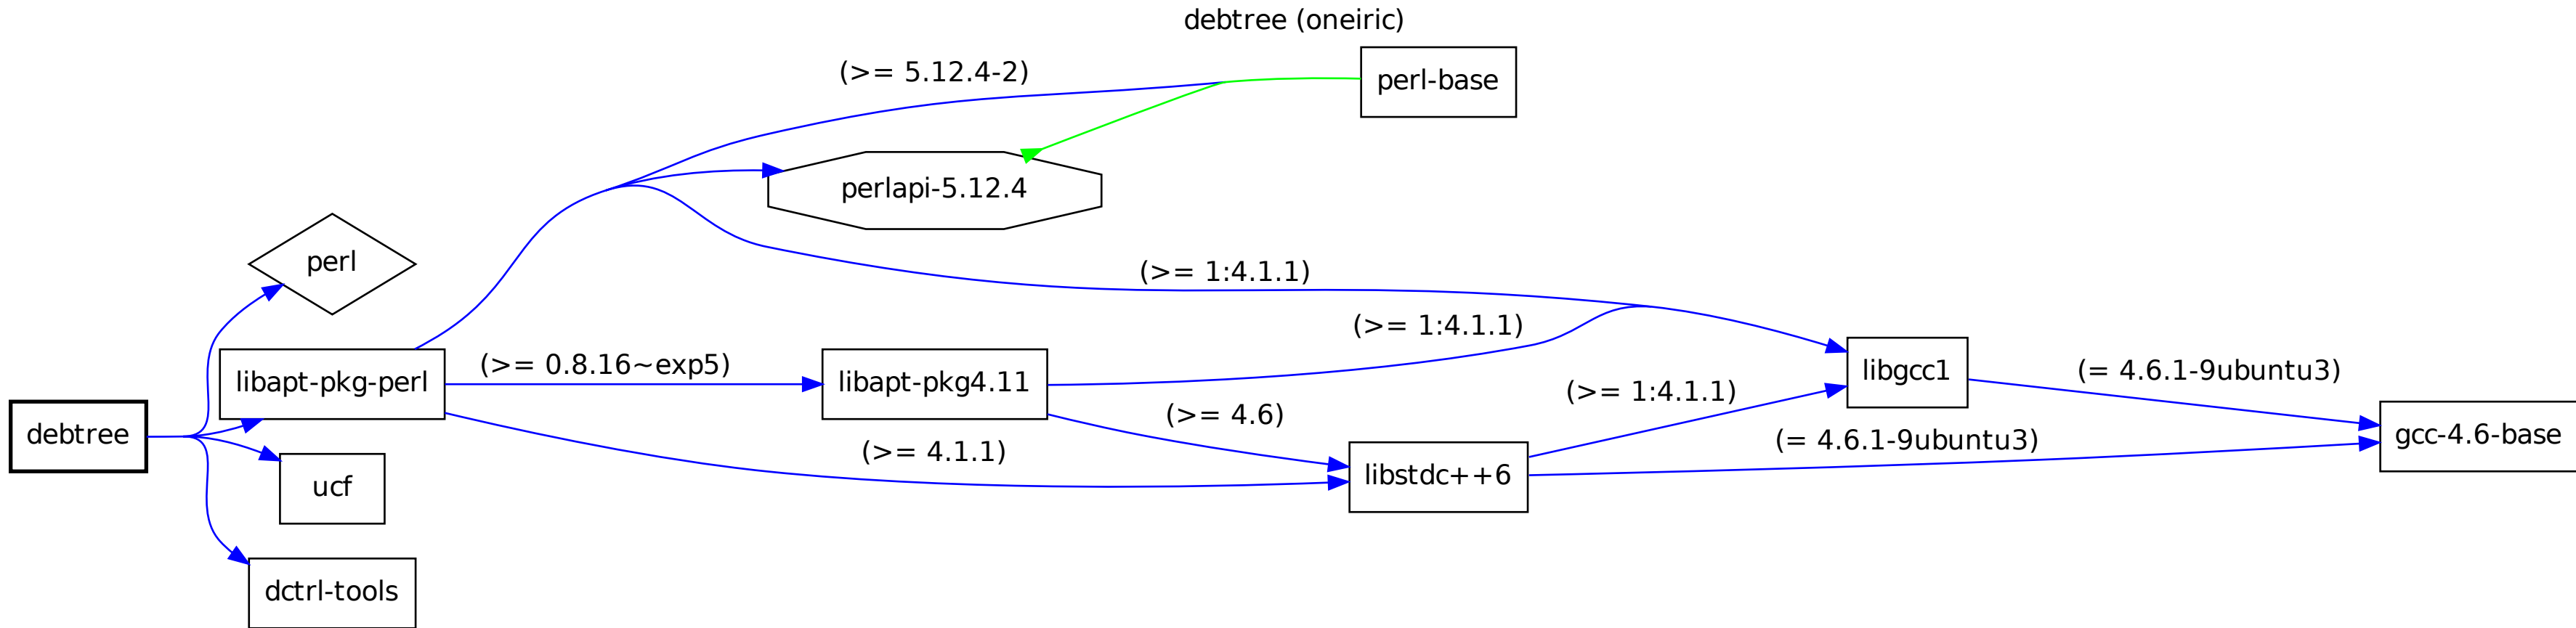 debtree (oneiric)
(>= 5.12.4-2)
perl-base
perlapi-5.12.4
perl
(>= 1:4.1.1)
(>= 1:4.1.1)
libapt-pkg-perl
(>= 0.8.16~exp5)
libapt-pkg4.11
libgcc1
(= 4.6.1-9ubuntu3)
(>= 1:4.1.1)
(>= 4.6)
debtree
(>= 4.1.1)
(= 4.6.1-9ubuntu3)
gcc-4.6-base
ucf
libstdc++6
dctrl-tools